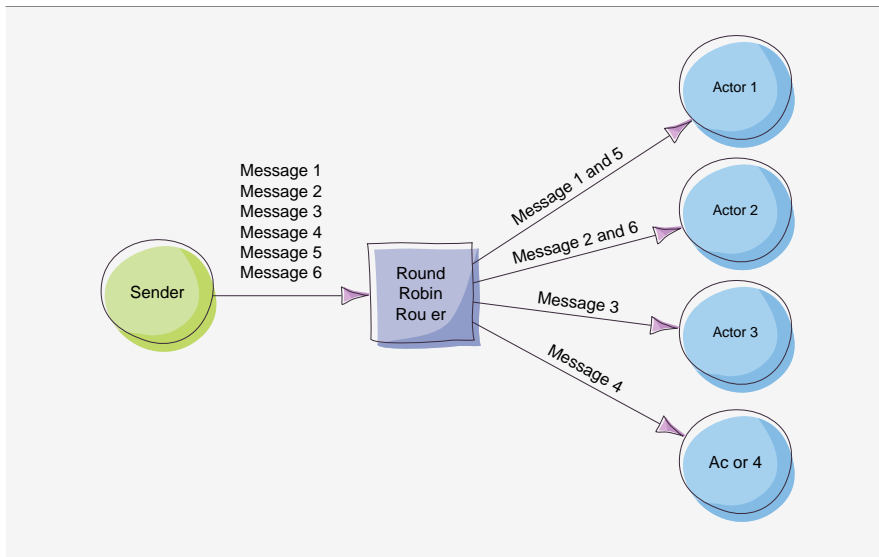 Message 1
Message 2
Message 3
Message 4
Message 5
Message 6
Sender
Round
Robin
Rou er
Message 1 and 5
Message 2 and 6
Message 3
Message 4
Actor 1
Actor 2
Actor 3
Ac or 4